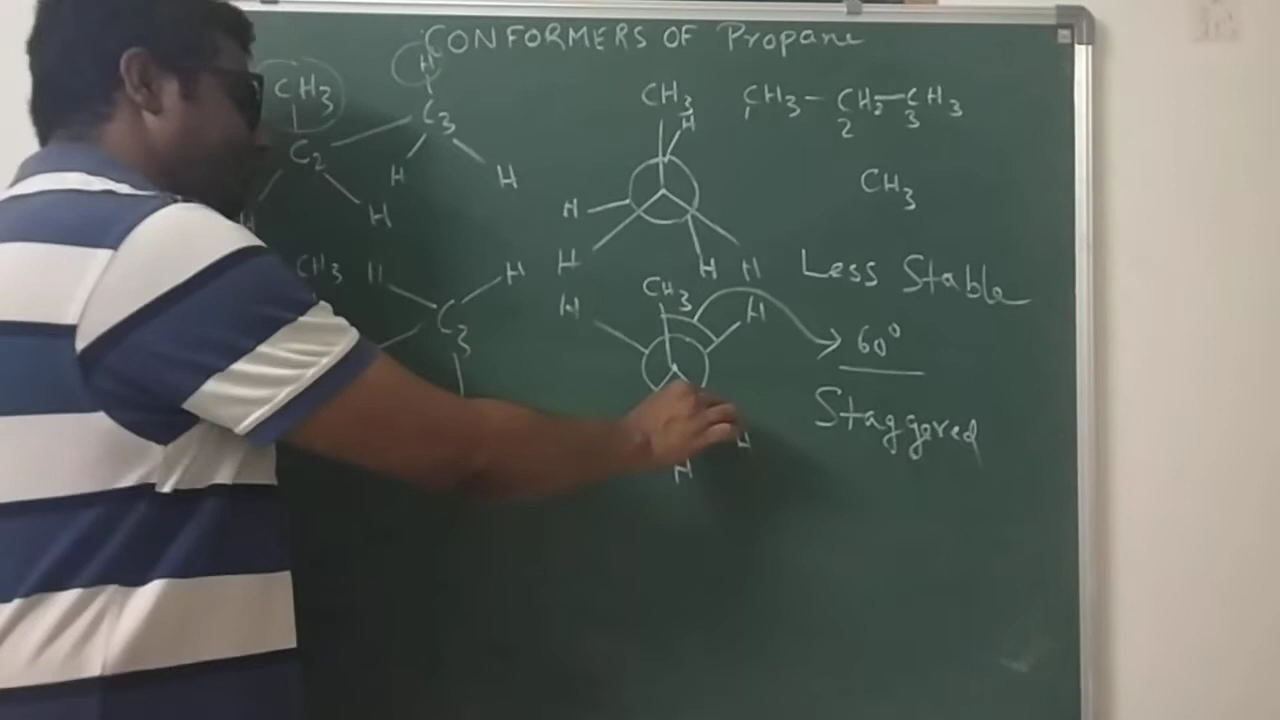 CONFORMERS OF Propane
CH3 H
C2 C3
H H
H H
CH3 H H
C3
CH3 CH3 - CH2 - CH3
1 2 3
H
H
H H H
CH3
Less Stable
CH3
H H
60°
Staggered
H
H